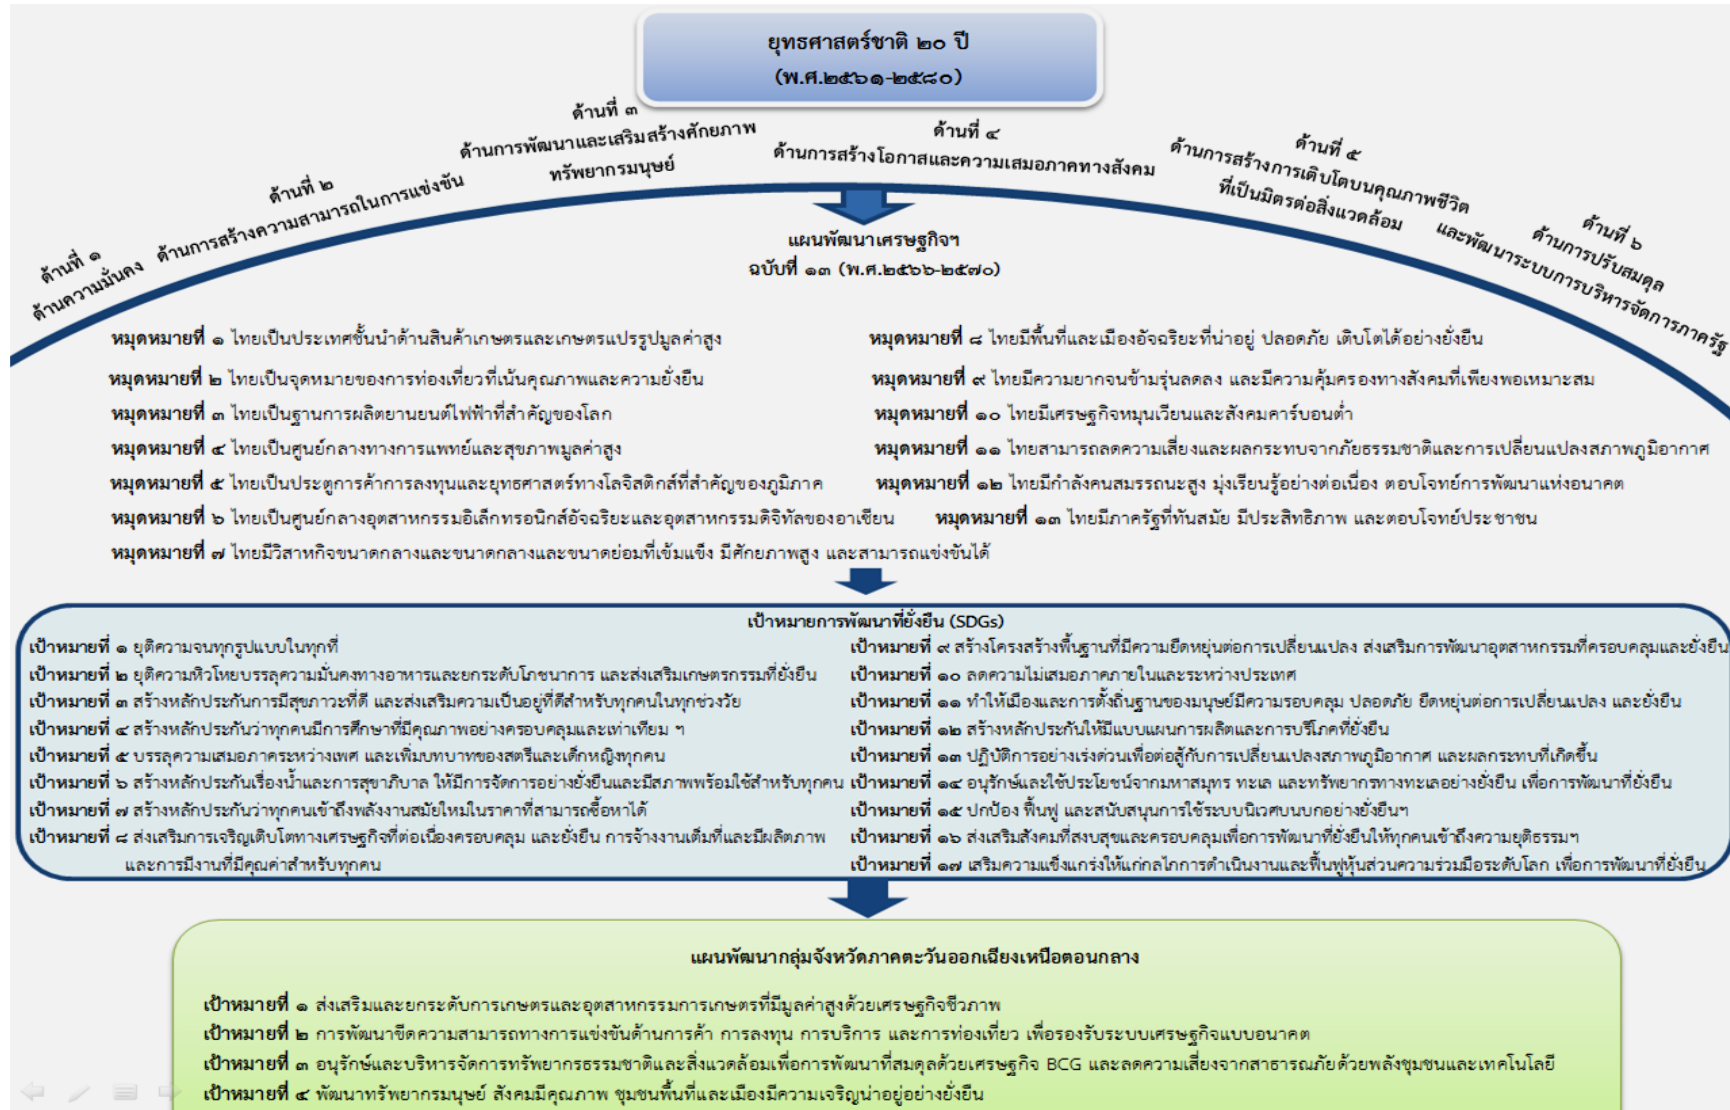 ยุทธศาสตร์ชาติ ๒๐ ปี
(พ.ศ.๒๕๖๑-๒๕๘๐)
ด้านที่ ๑
ด้านความมั่นคง
ด้านที่ ๒
ด้านการสร้างความสามารถในการแข่งขัน
ด้านที่ ๓
ด้านการพัฒนาและเสริมสร้างศักยภาพ
ทรัพยากรมนุษย์
ด้านที่ ๔
ด้านการสร้างโอกาสและความเสมอภาคทางสังคม
ด้านที่ ๕
ด้านการสร้างการเติบโตบนคุณภาพชีวิต
ที่เป็นมิตรต่อสิ่งแวดล้อม
ด้านที่ ๖
ด้านการปรับสมดุล
และพัฒนาระบบการบริหารจัดการภาครัฐ
แผนพัฒนาเศรษฐกิจฯ
ฉบับที่ ๑๓ (พ.ศ.๒๕๖๖-๒๕๗๐)
หมุดหมายที่ ๑ ไทยเป็นประเทศชั้นนำด้านสินค้าเกษตรและเกษตรแปรรูปมูลค่าสูง
หมุดหมายที่ ๒ ไทยเป็นจุดหมายของการท่องเที่ยวที่เน้นคุณภาพและความยั่งยืน
หมุดหมายที่ ๓ ไทยเป็นฐานการผลิตยานยนต์ไฟฟ้าที่สำคัญของโลก
หมุดหมายที่ ๔ ไทยเป็นศูนย์กลางทางการแพทย์และสุขภาพมูลค่าสูง
หมุดหมายที่ ๕ ไทยเป็นประตูการค้าการลงทุนและยุทธศาสตร์ทางโลจิสติกส์ที่สำคัญของภูมิภาค
หมุดหมายที่ ๖ ไทยเป็นศูนย์กลางอุตสาหกรรมอิเล็กทรอนิกส์อัจฉริยะและอุตสาหกรรมดิจิทัลของอาเซียน
หมุดหมายที่ ๗ ไทยมีวิสาหกิจขนาดกลางและขนาดกลางและขนาดย่อมที่เข้มแข็ง มีศักยภาพสูง และสามารถแข่งขันได้
หมุดหมายที่ ๘ ไทยมีพื้นที่และเมืองอัจฉริยะที่น่าอยู่ ปลอดภัย เติบโตได้อย่างยั่งยืน
หมุดหมายที่ ๙ ไทยมีความยากจนข้ามรุ่นลดลง และมีความคุ้มครองทางสังคมที่เพียงพอเหมาะสม
หมุดหมายที่ ๑๐ ไทยมีเศรษฐกิจหมุนเวียนและสังคมคาร์บอนต่ำ
หมุดหมายที่ ๑๑ ไทยสามารถลดความเสี่ยงและผลกระทบจากภัยธรรมชาติและการเปลี่ยนแปลงสภาพภูมิอากาศ
หมุดหมายที่ ๑๒ ไทยมีกำลังคนสมรรถนะสูง มุ่งเรียนรู้อย่างต่อเนื่อง ตอบโจทย์การพัฒนาแห่งอนาคต
หมุดหมายที่ ๑๓ ไทยมีภาครัฐที่ทันสมัย มีประสิทธิภาพ และตอบโจทย์ประชาชน
เป้าหมายการพัฒนาที่ยั่งยืน (SDGs)
เป้าหมายที่ ๑ ยุติความจนทุกรูปแบบในทุกที่
เป้าหมายที่ ๒ ยุติความหิวโหยบรรลุความมั่นคงทางอาหารและยกระดับโภชนาการ และส่งเสริมเกษตรกรรมที่ยั่งยืน
เป้าหมายที่ ๓ สร้างหลักประกันการมีสุขภาวะที่ดี และส่งเสริมความเป็นอยู่ที่ดีสำหรับทุกคนในทุกช่วงวัย
เป้าหมายที่ ๔ สร้างหลักประกันว่าทุกคนมีการศึกษาที่มีคุณภาพอย่างครอบคลุมและเท่าเทียม ฯ
เป้าหมายที่ ๕ บรรลุความเสมอภาคระหว่างเพศ และเพิ่มบทบาทของสตรีและเด็กหญิงทุกคน
เป้าหมายที่ ๖ สร้างหลักประกันเรื่องน้ำและการสุขาภิบาล ให้มีการจัดการอย่างยั่งยืนและมีสภาพพร้อมใช้สำหรับทุกคน
เป้าหมายที่ ๗ สร้างหลักประกันว่าทุกคนเข้าถึงพลังงานสมัยใหม่ในราคาที่สามารถซื้อหาได้
เป้าหมายที่ ๘ ส่งเสริมการเจริญเติบโตทางเศรษฐกิจที่ต่อเนื่องครอบคลุม และยั่งยืน การจ้างงานเต็มที่และมีผลิตภาพ
และการมีงานที่มีคุณค่าสำหรับทุกคน
เป้าหมายที่ ๙ สร้างโครงสร้างพื้นฐานที่มีความยืดหยุ่นต่อการเปลี่ยนแปลง ส่งเสริมการพัฒนาอุตสาหกรรมที่ครอบคลุมและยั่งยืน
เป้าหมายที่ ๑๐ ลดความไม่เสมอภาคภายในและระหว่างประเทศ
เป้าหมายที่ ๑๑ ทำให้เมืองและการตั้งถิ่นฐานของมนุษย์มีความรอบคลุม ปลอดภัย ยืดหยุ่นต่อการเปลี่ยนแปลง และยั่งยืน
เป้าหมายที่ ๑๒ สร้างหลักประกันให้มีแบบแผนการผลิตและการบริโภคที่ยั่งยืน
เป้าหมายที่ ๑๓ ปฏิบัติการอย่างเร่งด่วนเพื่อต่อสู้กับการเปลี่ยนแปลงสภาพภูมิอากาศ และผลกระทบที่เกิดขึ้น
เป้าหมายที่ ๑๔ อนุรักษ์และใช้ประโยชน์จากมหาสมุทร ทะเล และทรัพยากรทางทะเลอย่างยั่งยืน เพื่อการพัฒนาที่ยั่งยืน
เป้าหมายที่ ๑๕ ปกป้อง ฟื้นฟู และสนับสนุนการใช้ระบบนิเวศบนบกอย่างยั่งยืนฯ
เป้าหมายที่ ๑๖ ส่งเสริมสังคมที่สงบสุขและครอบคลุมเพื่อการพัฒนาที่ยั่งยืนให้ทุกคนเข้าถึงความยุติธรรมฯ
เป้าหมายที่ ๑๗ เสริมความแข็งแกร่งให้แก่กลไกการดำเนินงานและฟื้นฟูหุ้นส่วนความร่วมมือระดับโลก เพื่อการพัฒนาที่ยั่งยืน
แผนพัฒนากลุ่มจังหวัดภาคตะวันออกเฉียงเหนือตอนกลาง
เป้าหมายที่ ๑ ส่งเสริมและยกระดับการเกษตรและอุตสาหกรรมการเกษตรที่มีมูลค่าสูงด้วยเศรษฐกิจชีวภาพ
เป้าหมายที่ ๒ การพัฒนาขีดความสามารถทางการแข่งขันด้านการค้า การลงทุน การบริการ และการท่องเที่ยว เพื่อรองรับระบบเศรษฐกิจแบบอนาคต
เป้าหมายที่ ๓ อนุรักษ์และบริหารจัดการทรัพยากรธรรมชาติและสิ่งแวดล้อมเพื่อการพัฒนาที่สมดุลด้วยเศรษฐกิจ BCG และลดความเสี่ยงจากสาธารณภัยด้วยพลังชุมชนและเทคโนโลยี
เป้าหมายที่ ๔ พัฒนาทรัพยากรมนุษย์ สังคมมีคุณภาพ ชุมชนพื้นที่และเมืองมีความเจริญน่าอยู่อย่างยั่งยืน